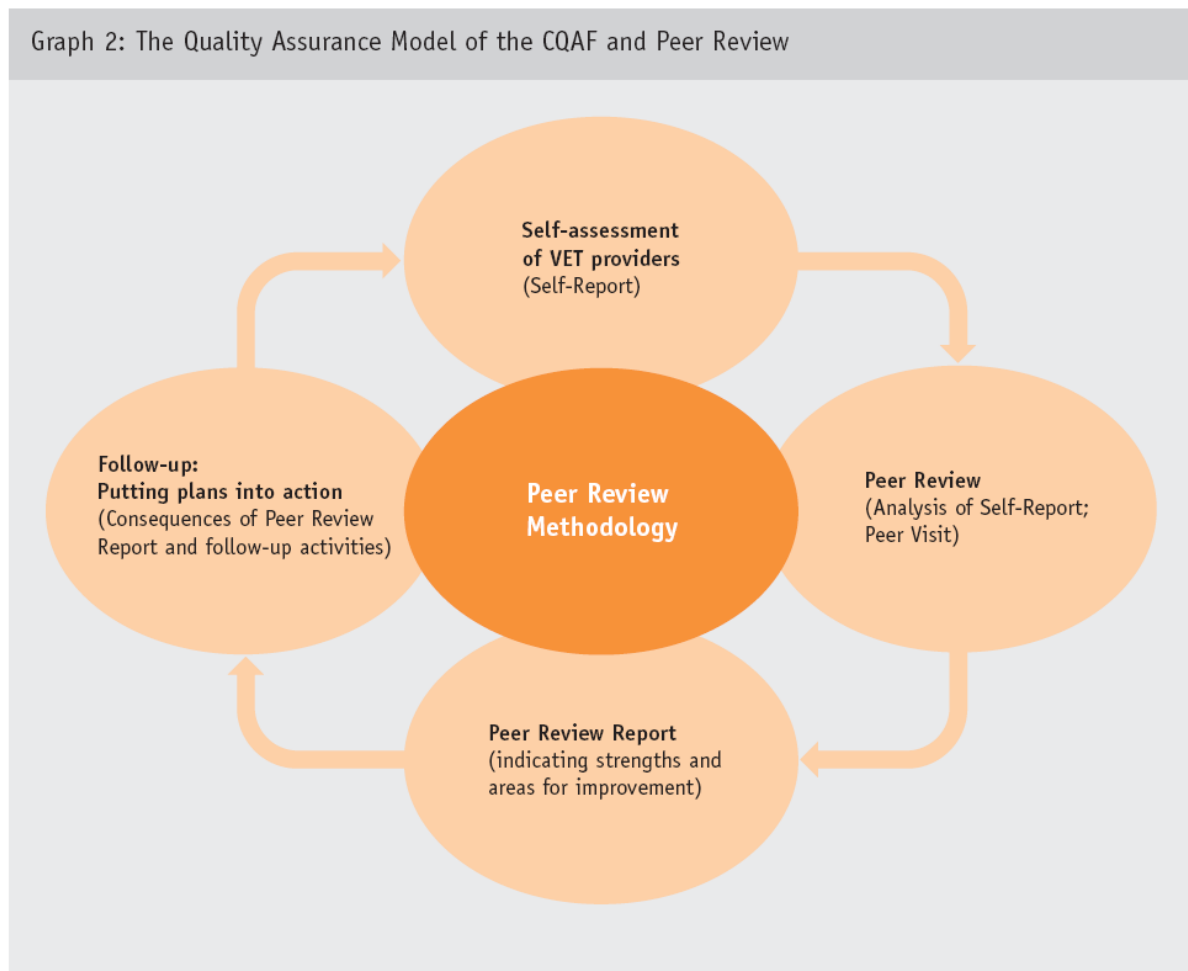 Graph 2: The Quality Assurance Model of the CQAF and Peer Review
Self-assessment
of VET providers
(Self-Report)
Follow-up:
Putting plans into action
(Consequences of Peer Review
Report and follow-up activities)
Peer Review
Methodology
Peer Review
(Analysis of Self-Report;
Peer Visit)
Peer Review Report
(indicating strengths and
areas for improvement)